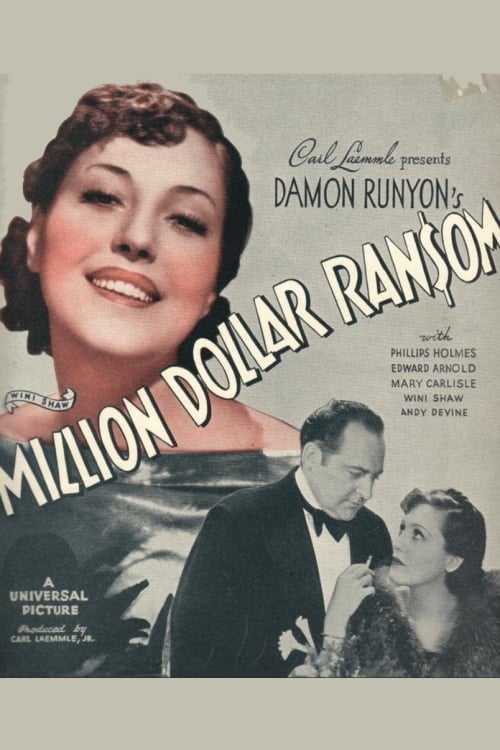 Carl Laemmle presents
DAMON RUNYON's
MILLION DOLLAR RAN$OM
with
PHILLIPS HOLMES
EDWARD ARNOLD
MARY CARLISLE
WINI SHAW
ANDY DEVINE
WINI SHAW
A
UNIVERSAL
PICTURE
Produced by
CARL LAEMMLE, JR.